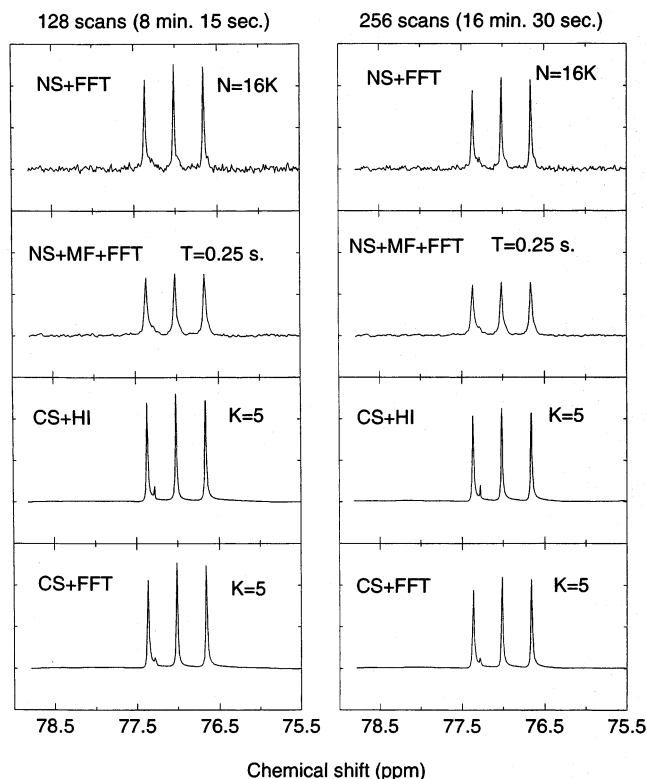 128 scans (8 min. 15 sec.)
256 scans (16 min. 30 sec.)
NS+FFT N=16K
NS+FFT N=16K
NS+MF+FFT T=0.25 s.
NS+MF+FFT T=0.25 s.
CS+HI K=5
CS+HI K=5
CS+FFT K=5
CS+FFT K=5
78.5 77.5 76.5 75.5
78.5 77.5 76.5 75.5
Chemical shift (ppm)